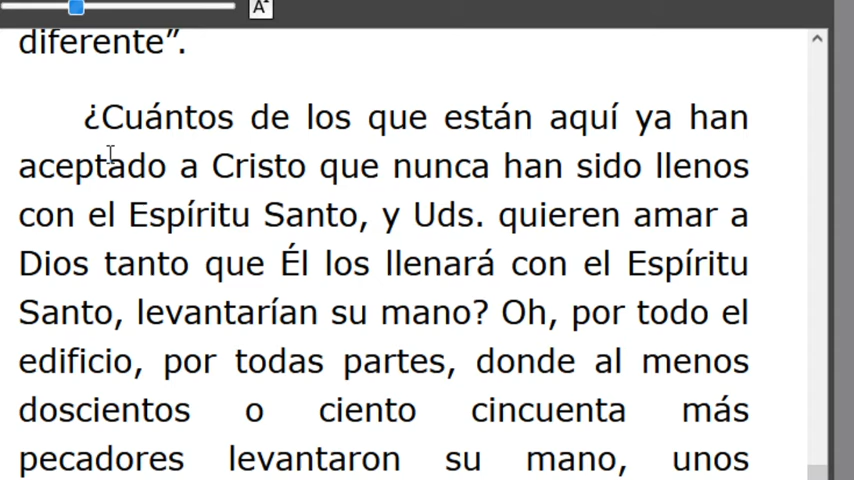 A
diferente”.
¿Cuántos de los que están aquí ya han
aceptado a Cristo que nunca han sido llenos
con el Espíritu Santo, y Uds. quieren amar a
Dios tanto que Él los llenará con el Espíritu
Santo, levantarían su mano? Oh, por todo el
edificio, por todas partes, donde al menos
doscientos o ciento cincuenta más
pecadores levantaron su mano, unos